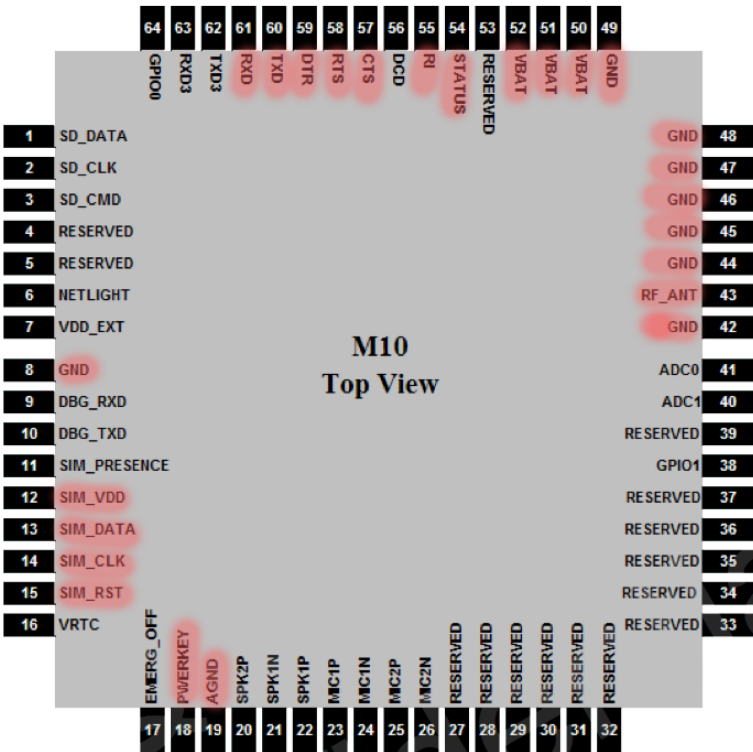 64 63 62 61 60 59 58 57 56 55 54 53 52 51 50 49
GPIO0 RXD3 TXD3 RXD TXD DTR RTS CTS DCD RI STATUS RESERVED VBAT VBAT VBAT GND
1 SD_DATA
2 SD_CLK
3 SD_CMD
4 RESERVED
5 RESERVED
6 NETLIGHT
7 VDD_EXT
8 GND
9 DBG_RXD
10 DBG_TXD
11 SIM_PRESENCE
12 SIM_VDD
13 SIM_DATA
14 SIM_CLK
15 SIM_RST
16 VRTC
M10
Top View
GND 48
GND 47
GND 46
GND 45
GND 44
RF_ANT 43
GND 42
ADC0 41
ADC1 40
RESERVED 39
GPIO1 38
RESERVED 37
RESERVED 36
RESERVED 35
RESERVED 34
RESERVED 33
EMERG_OFF PWERKEY AGND SPK2P SPK1N SPK1P MIC1P MIC1N MIC2P MIC2N RESERVED RESERVED RESERVED RESERVED RESERVED RESERVED
17 18 19 20 21 22 23 24 25 26 27 28 29 30 31 32